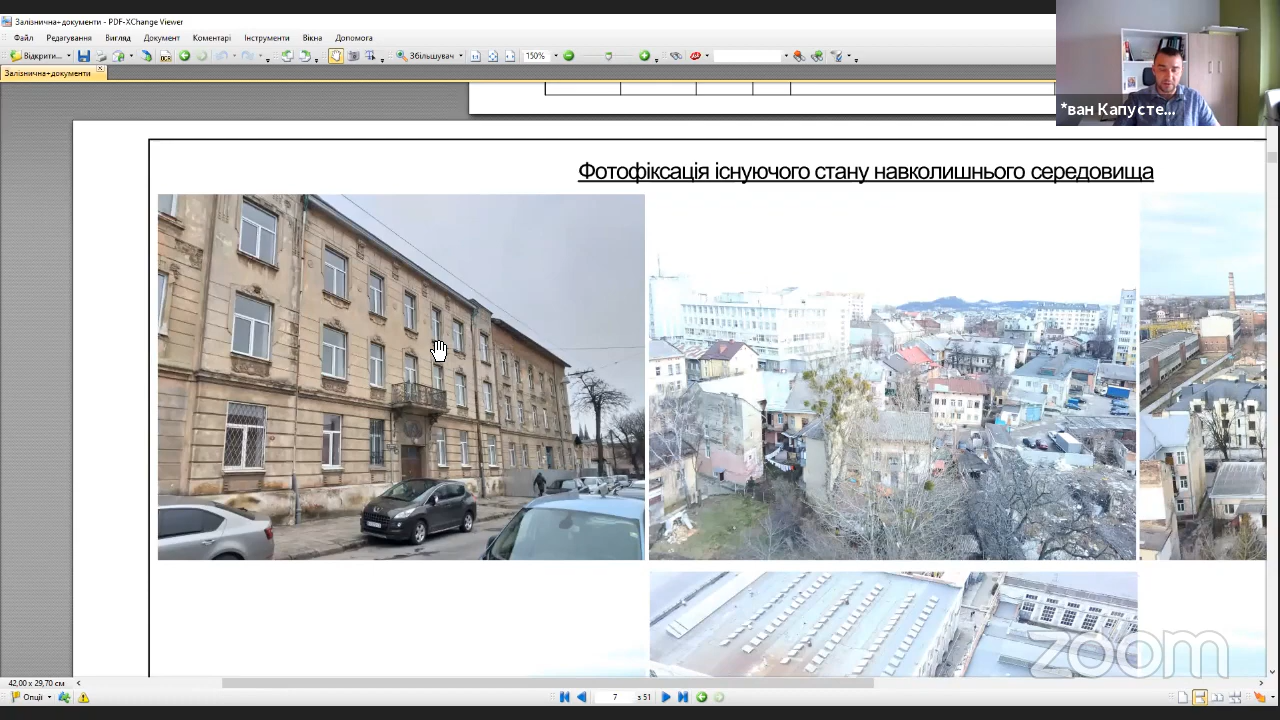 Залізнична+документи - PDF-XChange Viewer
Файл Редагування Вигляд Документ Коментарі Інструменти Вікна Допомога
Відкрити... OCR Збільшувач 150%
Залізнична+документи
*ван Капусте...
Фотофіксація існуючого стану навколишнього середовища
zoom
42,00 x 29,70 см
Опції 7 з 51